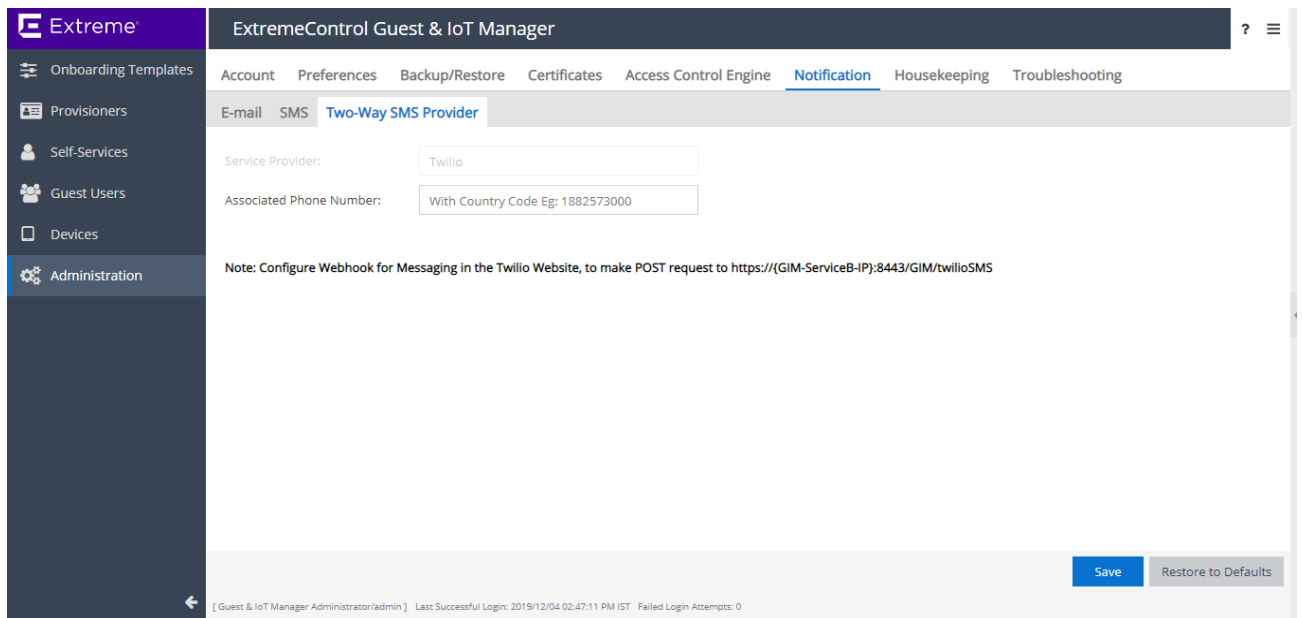 Extreme
ExtremeControl Guest & IoT Manager
?
Onboarding Templates
Provisioners
Self-Services
Guest Users
Devices
Administration
Account Preferences Backup/Restore Certificates Access Control Engine Notification Housekeeping Troubleshooting
E-mail SMS Two-Way SMS Provider
Service Provider: Twilio
Associated Phone Number: With Country Code Eg: 1882573000
Note: Configure Webhook for Messaging in the Twilio Website, to make POST request to https://{GIM-ServiceB-IP}:8443/GIM/twilioSMS
Save Restore to Defaults
[ Guest & IoT Manager Administrator/admin ] Last Successful Login: 2019/12/04 02:47:11 PM IST Failed Login Attempts: 0